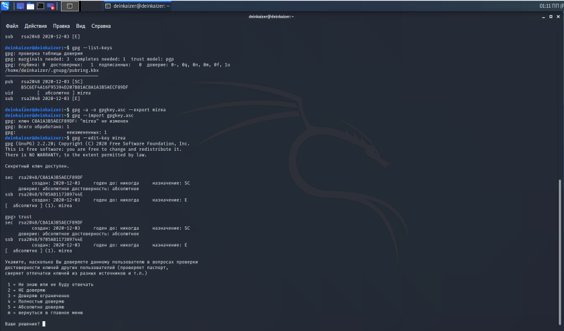 01:11 ПП
deinkaizer@deinkaizer: ~
deinkaizer@deinkaizer:~
Файл Действия Правка Вид Справка
sub rsa2048 2020-12-03 [E]
deinkaizer@deinkaizer:~$ gpg --list-keys
gpg: проверка таблицы доверия
gpg: marginals needed: 3 completes needed: 1 trust model: pgp
gpg: глубина: 0 достоверных: 1 подписанных: 0 доверие: 0-, 0q, 0n, 0m, 0f, 1u
/home/deinkaizer/.gnupg/pubring.kbx
pub rsa2048 2020-12-03 [SC]
uid [ абсолютно ] mirea
sub rsa2048 2020-12-03 [E]
deinkaizer@deinkaizer:~$ gpg -a -o gpgkey.asc --export mirea
deinkaizer@deinkaizer:~$ gpg --import gpgkey.asc
gpg: ключ C8A1A3B5AECF89DF: "mirea" не изменен
gpg: Всего обработано: 1
gpg: неизмененных: 1
deinkaizer@deinkaizer:~$ gpg --edit-key mirea
gpg (GnuPG) 2.2.20; Copyright (C) 2020 Free Software Foundation, Inc.
This is free software: you are free to change and redistribute it.
There is NO WARRANTY, to the extent permitted by law.
Секретный ключ доступен.
sec rsa2048/C8A1A3B5AECF89DF
создан: 2020-12-03 годен до: никогда назначение: SC
доверие: абсолютное достоверность: абсолютное
ssb rsa2048/9705A0117309744E
создан: 2020-12-03 годен до: никогда назначение: E
[ абсолютно ] (1). mirea
gpg> trust
sec rsa2048/C8A1A3B5AECF89DF
создан: 2020-12-03 годен до: никогда назначение: SC
доверие: абсолютное достоверность: абсолютное
ssb rsa2048/9705A0117309744E
создан: 2020-12-03 годен до: никогда назначение: E
[ абсолютно ] (1). mirea
Укажите, насколько Вы доверяете данному пользователю в вопросах проверки
достоверности ключей других пользователей (проверяет паспорт,
сверяет отпечатки ключей из разных источников и т.п.)
1 = Не знаю или не буду отвечать
2 = НЕ доверяю
3 = Доверяю ограниченно
4 = Полностью доверяю
5 = Абсолютно доверяю
m = вернуться в главное меню
Ваше решение?